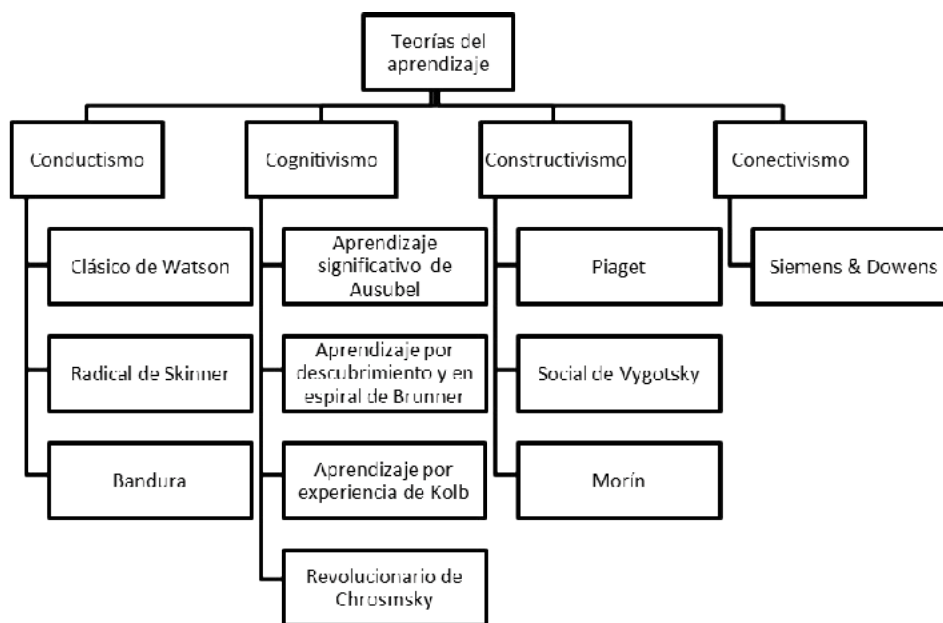 Teorías del
aprendizaje
Conductismo
Cognitivismo
Constructivismo
Conectivismo
Clásico de Watson
Radical de Skinner
Bandura
Aprendizaje
significativo de
Ausubel
Aprendizaje por
descubrimiento y en
espiral de Brunner
Aprendizaje por
experiencia de Kolb
Revolucionario de
Chrosmsky
Piaget
Social de Vygotsky
Morín
Siemens & Dowens